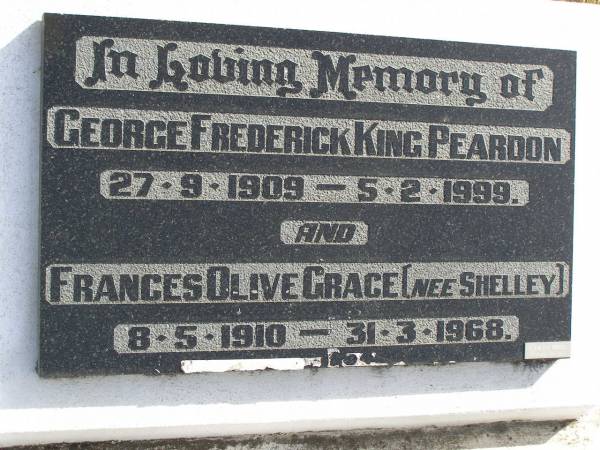 In Loving Memory of
GEORGE FREDERICK KING PEARDON
27·9·1909 — 5·2·1999.
AND
FRANCES OLIVE GRACE [NEE SHELLEY]
8·5·1910 — 31·3·1968.